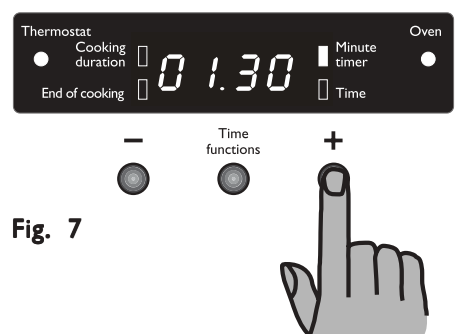 Thermostat
Oven
Cooking
duration
01.30
Minute
timer
End of cooking
Time
–
Time
functions
+
Fig. 7